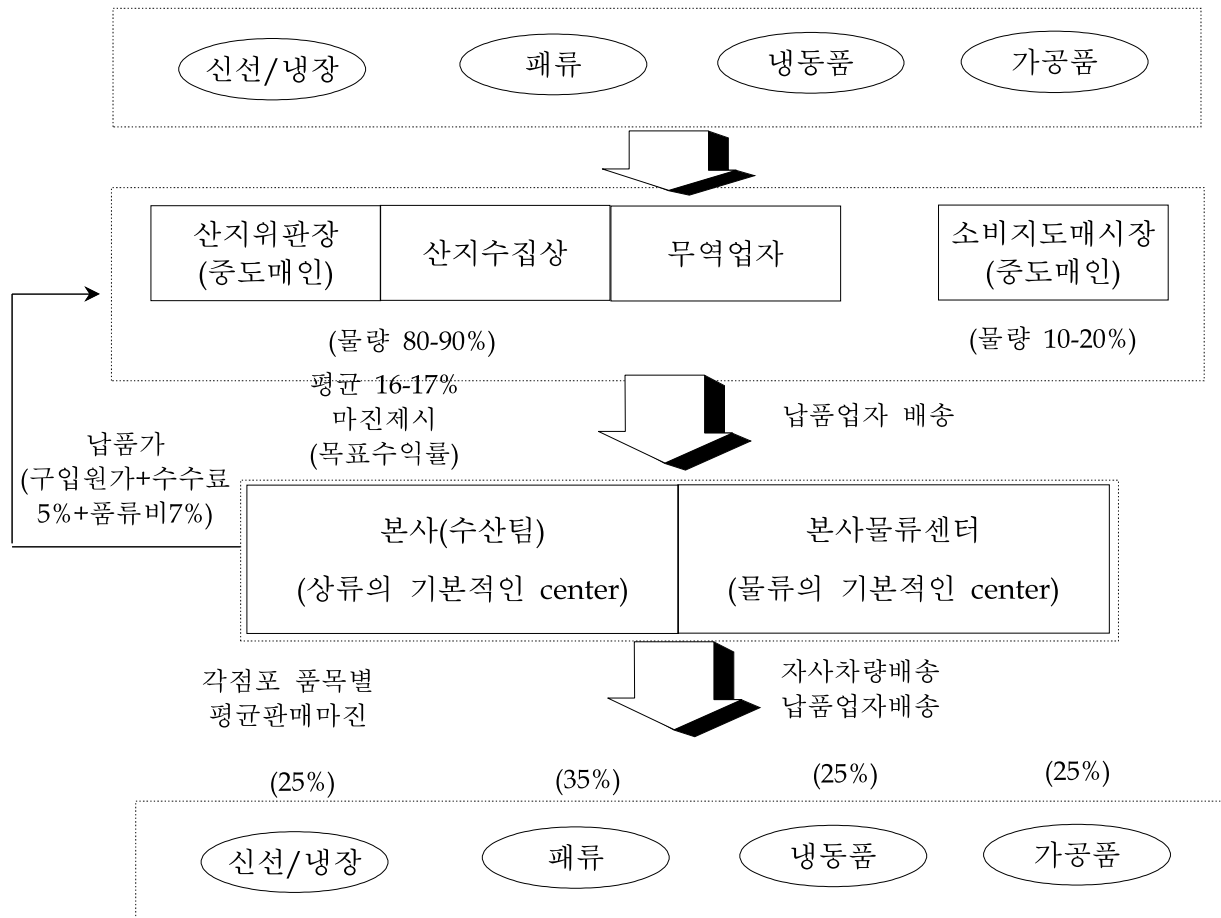 신선/냉장
패류
냉동품
가공품
산지위판장
(중도매인)
산지수집상
무역업자
소비지도매시장
(중도매인)
(물량 80-90%)
(물량 10-20%)
평균 16-17%
마진제시
(목표수익률)
납품업자 배송
납품가
(구입원가+수수료
5%+품류비7%)
본사(수산팀)
(상류의 기본적인 center)
본사물류센터
(물류의 기본적인 center)
각점포 품목별
평균판매마진
자사차량배송
납품업자배송
(25%)
(35%)
(25%)
(25%)
신선/냉장
패류
냉동품
가공품